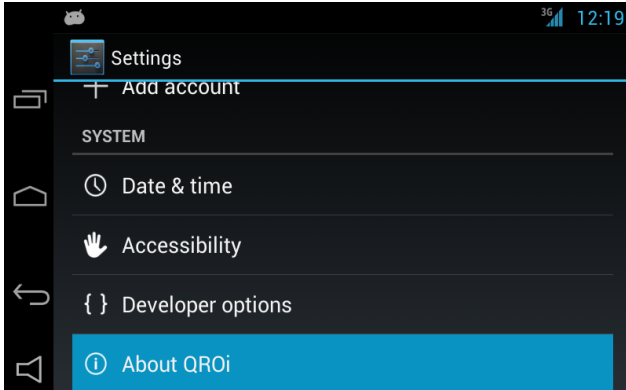 3G 12:19
Settings
Add account
SYSTEM
Date & time
Accessibility
{ } Developer options
About QROi